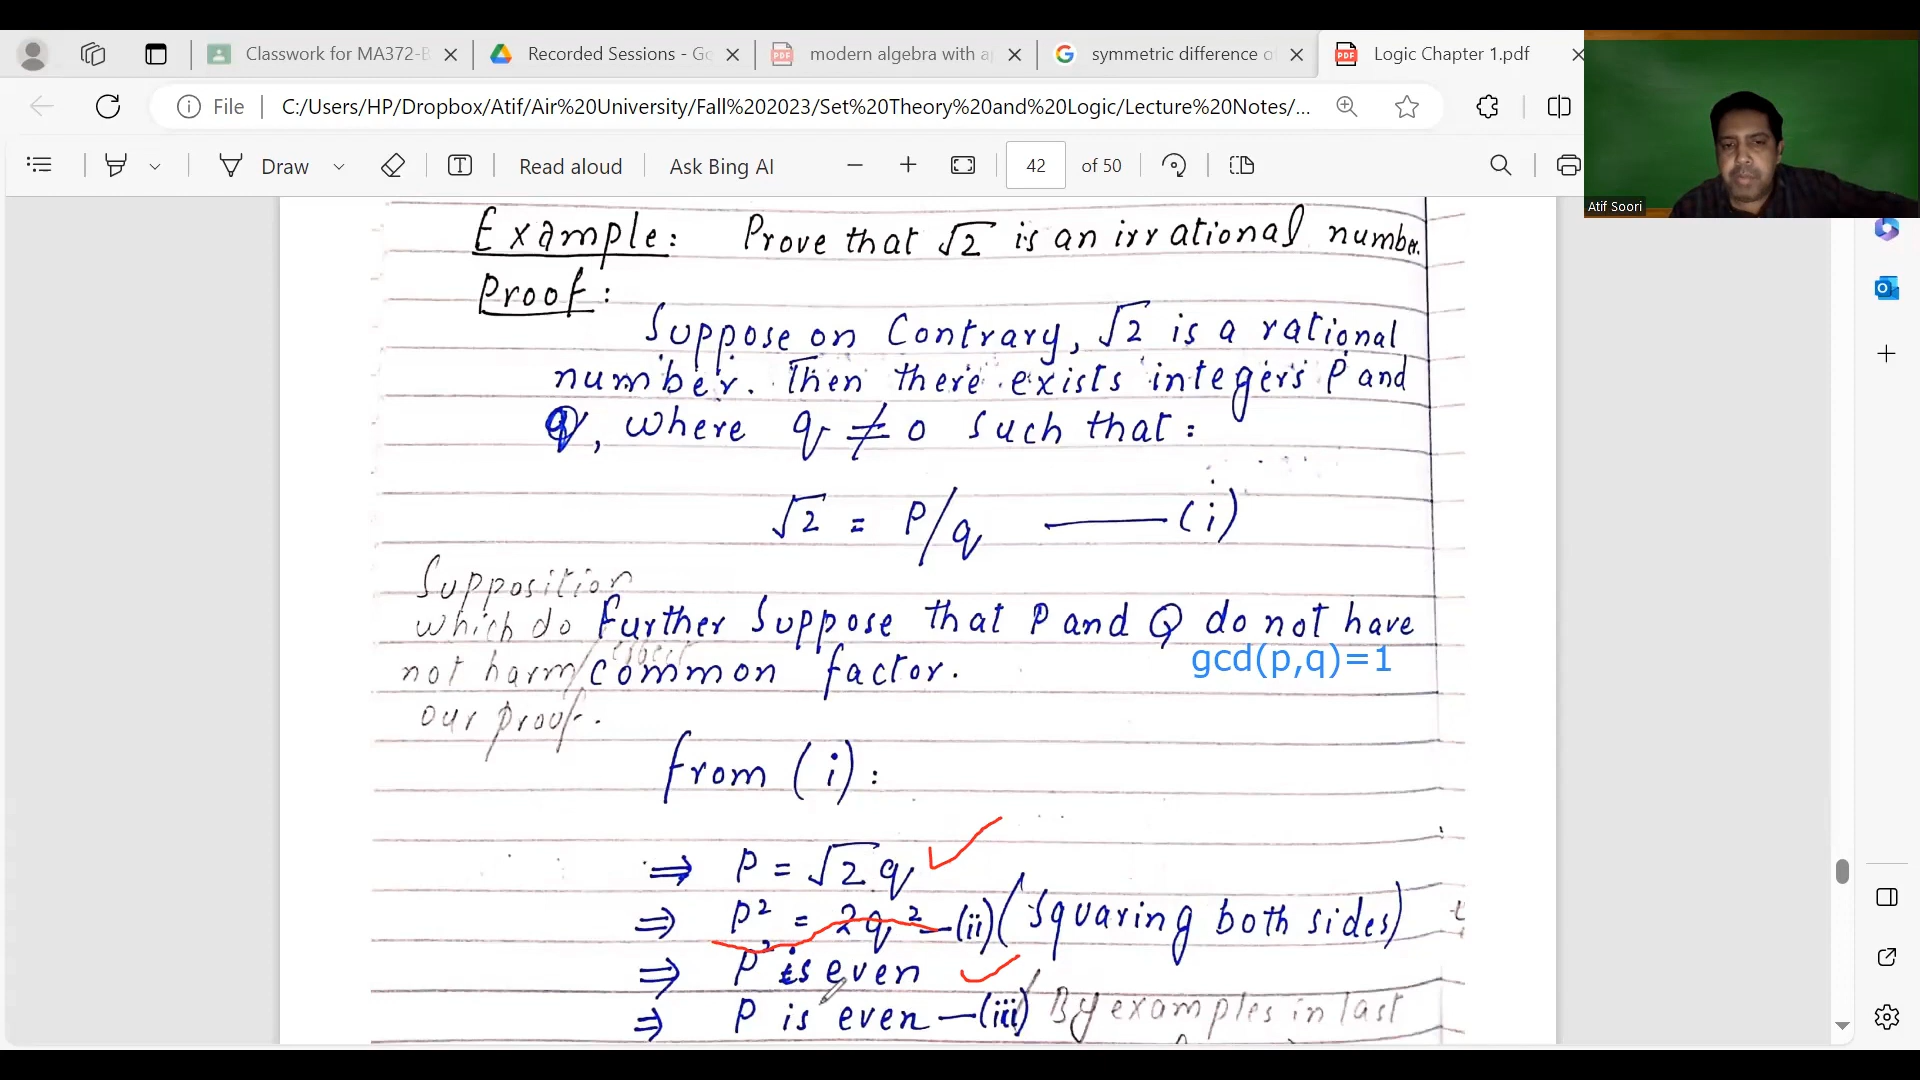 Classwork for MA372-B
Recorded Sessions - Go
modern algebra with a
symmetric difference o
Logic Chapter 1.pdf
File
C:/Users/HP/Dropbox/Atif/Air%20University/Fall%202023/Set%20Theory%20and%20Logic/Lecture%20Notes/...
Draw
Read aloud
Ask Bing AI
42 of 50
Atif Soori
Example: Prove that √2 is an irrational number.
Proof:
Suppose on Contrary, √2 is a rational
number. Then there exists integers P and
q, where q ≠ 0 such that:
√2 = P/q —— (i)
Supposition
which do
not harm
our proof.
Further Suppose that P and Q do not have
gcd(p,q)=1
common factor.
from (i):
⇒ P = √2 q
⇒ P² = 2q² — (ii) (Squaring both sides)
⇒ P² is even
⇒ P is even — (iii) By examples in last